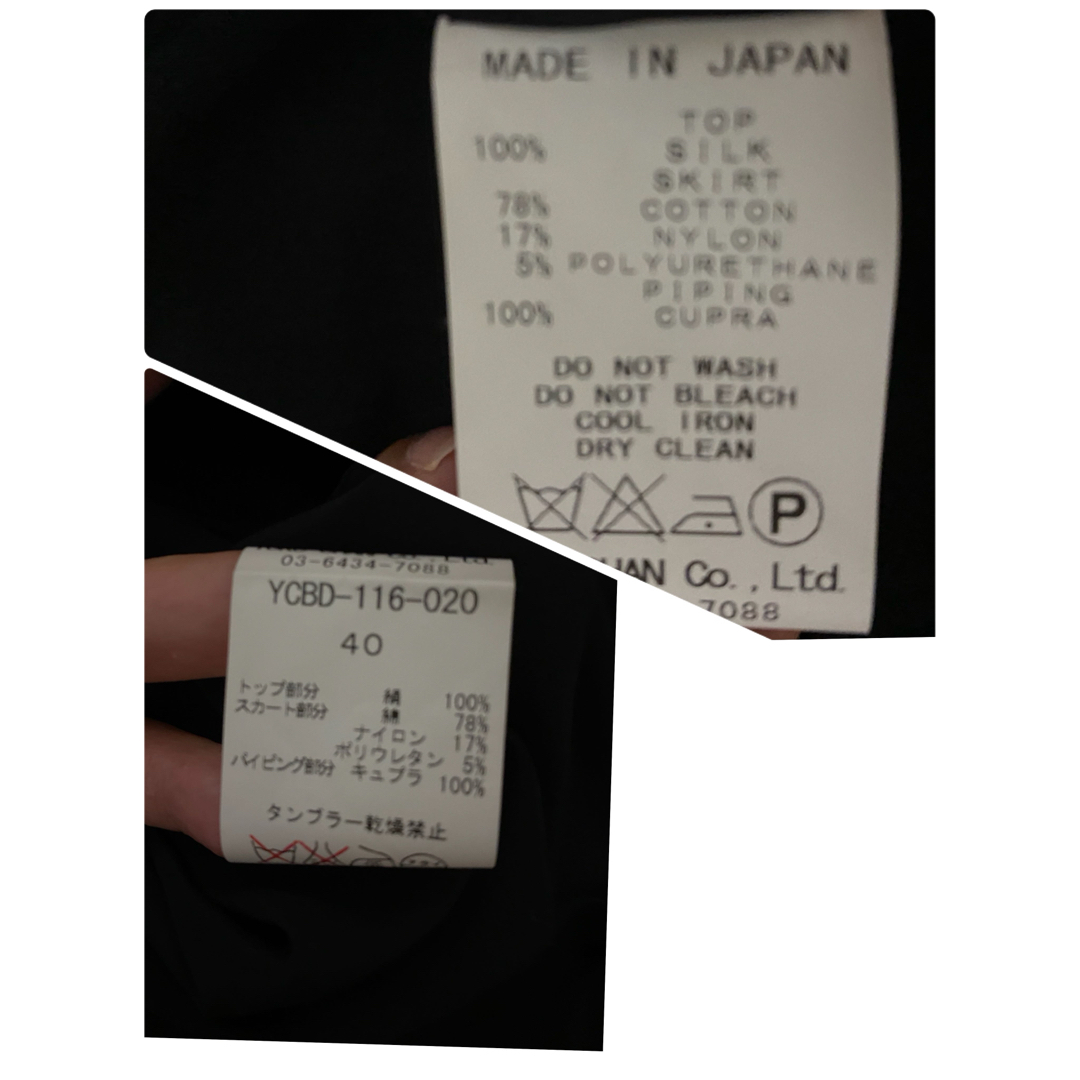 MADE IN JAPAN
TOP
100% SILK
SKIRT
78% COTTON
17% NYLON
5% POLYURETHANE
PIPING
100% CUPRA
DO NOT WASH
DO NOT BLEACH
COOL IRON
DRY CLEAN
P
Co.,Ltd.
7088
Co.,Ltd.
03-6434-7088
YCBD-116-020
40
トップ部分 絹 100%
スカート部分 綿 78%
ナイロン 17%
ポリウレタン 5%
パイピング部分 キュプラ 100%
タンブラー乾燥禁止